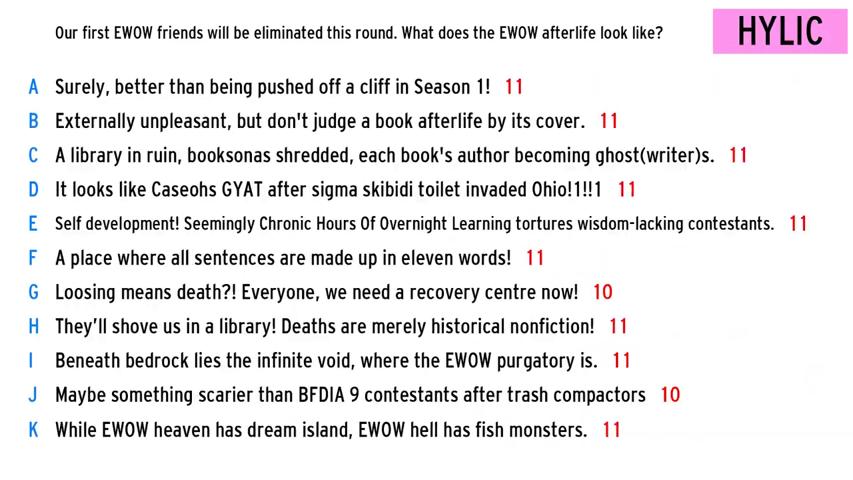 Our first EWOW friends will be eliminated this round. What does the EWOW afterlife look like?
HYLIC
A Surely, better than being pushed off a cliff in Season 1! 11
B Externally unpleasant, but don't judge a book afterlife by its cover. 11
C A library in ruin, booksonas shredded, each book's author becoming ghost(writer)s. 11
D It looks like Caseohs GYAT after sigma skibidi toilet invaded Ohio!1!!1 11
E Self development! Seemingly Chronic Hours Of Overnight Learning tortures wisdom-lacking contestants. 11
F A place where all sentences are made up in eleven words! 11
G Loosing means death?! Everyone, we need a recovery centre now! 10
H They'll shove us in a library! Deaths are merely historical nonfiction! 11
I Beneath bedrock lies the infinite void, where the EWOW purgatory is. 11
J Maybe something scarier than BFDIA 9 contestants after trash compactors 10
K While EWOW heaven has dream island, EWOW hell has fish monsters. 11